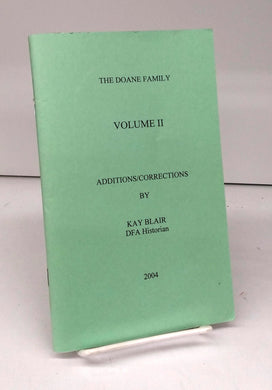 THE DOANE FAMILY
VOLUME II
ADDITIONS/CORRECTIONS
BY
KAY BLAIR
DFA Historian
2004